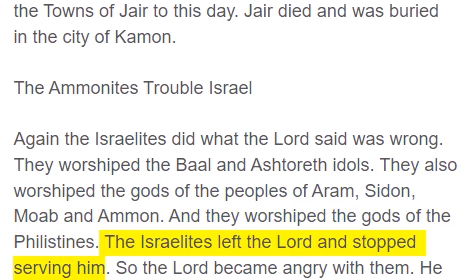 the Towns of Jair to this day. Jair died and was buried
in the city of Kamon.
The Ammonites Trouble Israel
Again the Israelites did what the Lord said was wrong.
They worshiped the Baal and Ashtoreth idols. They also
worshiped the gods of the peoples of Aram, Sidon,
Moab and Ammon. And they worshiped the gods of the
Philistines. The Israelites left the Lord and stopped
serving him. So the Lord became angry with them. He